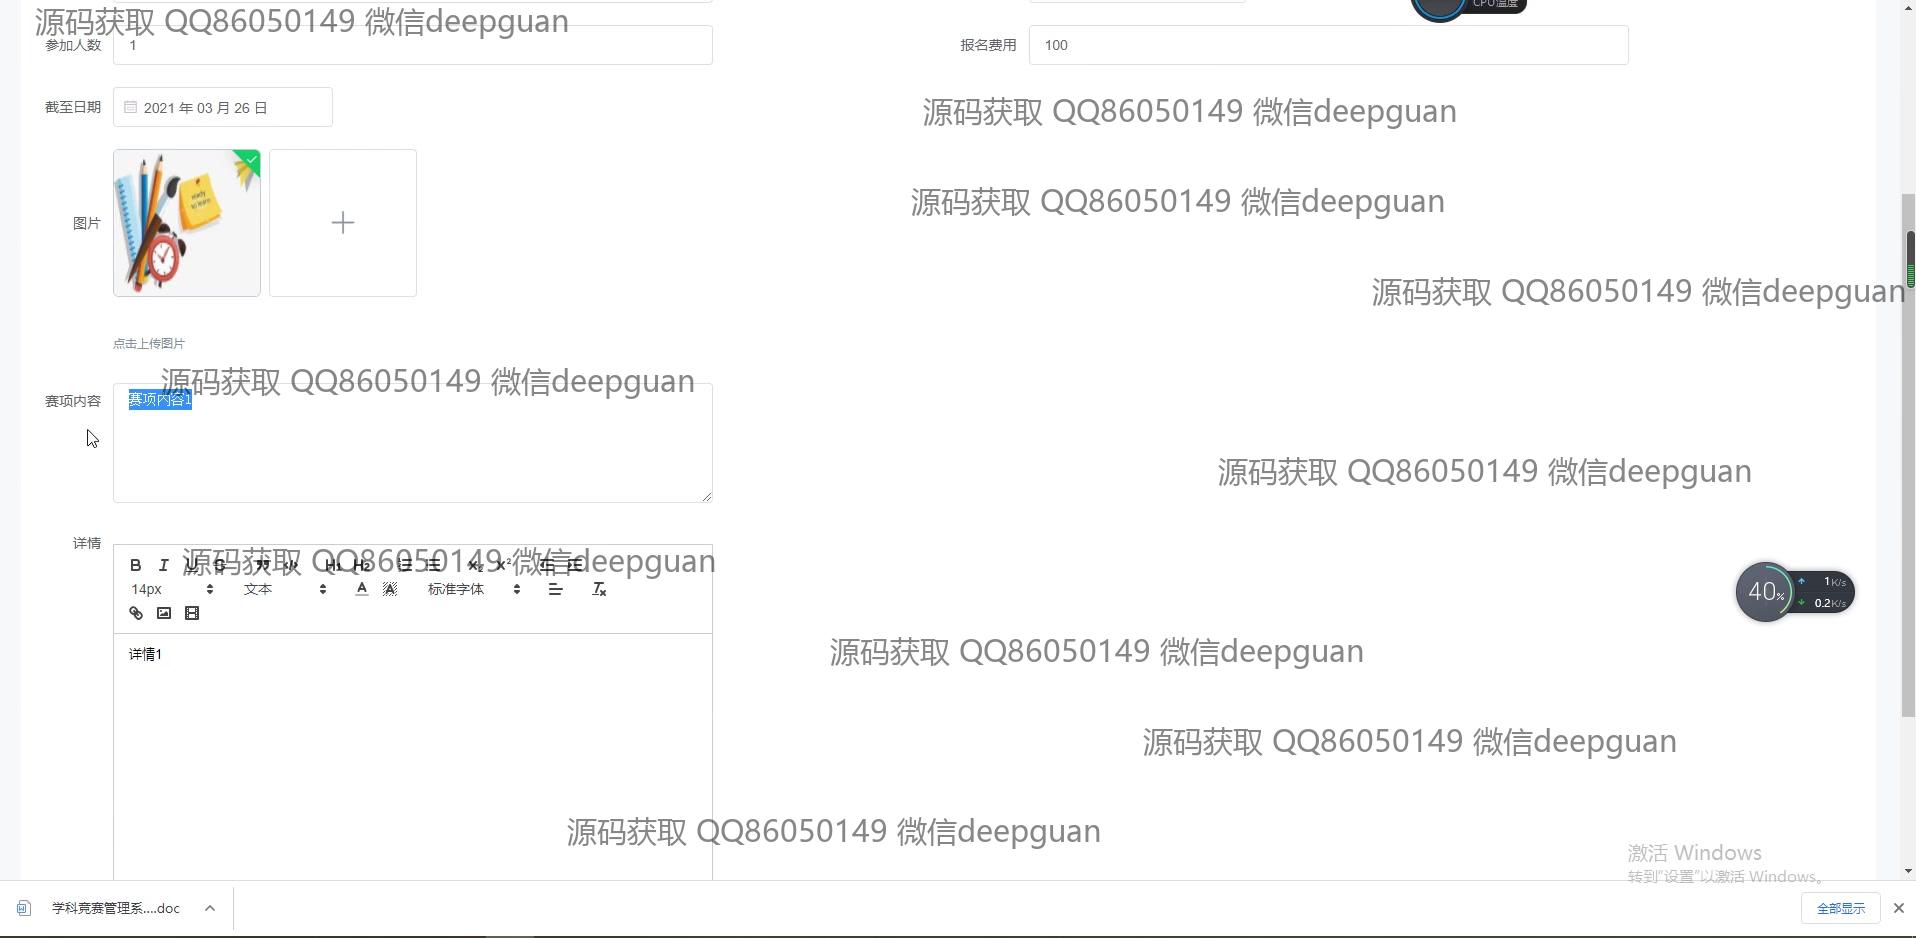 CPU温度
源码获取 QQ86050149 微信deepguan
参加人数
1
报名费用
100
截至日期
2021 年 03 月 26 日
源码获取 QQ86050149 微信deepguan
ready
to learn
源码获取 QQ86050149 微信deepguan
图片
源码获取 QQ86050149 微信deepguan
点击上传图片
源码获取 QQ86050149 微信deepguan
赛项内容
赛项内容1
源码获取 QQ86050149 微信deepguan
详情
源码获取 QQ86050149 微信deepguan
B I U S H1 H2 X2 X2
14px 文本 A A 标准字体 Tx
40% 1K/s
0.2K/s
详情1
源码获取 QQ86050149 微信deepguan
源码获取 QQ86050149 微信deepguan
源码获取 QQ86050149 微信deepguan
激活 Windows
转到"设置"以激活 Windows。
学科竞赛管理系....doc
全部显示